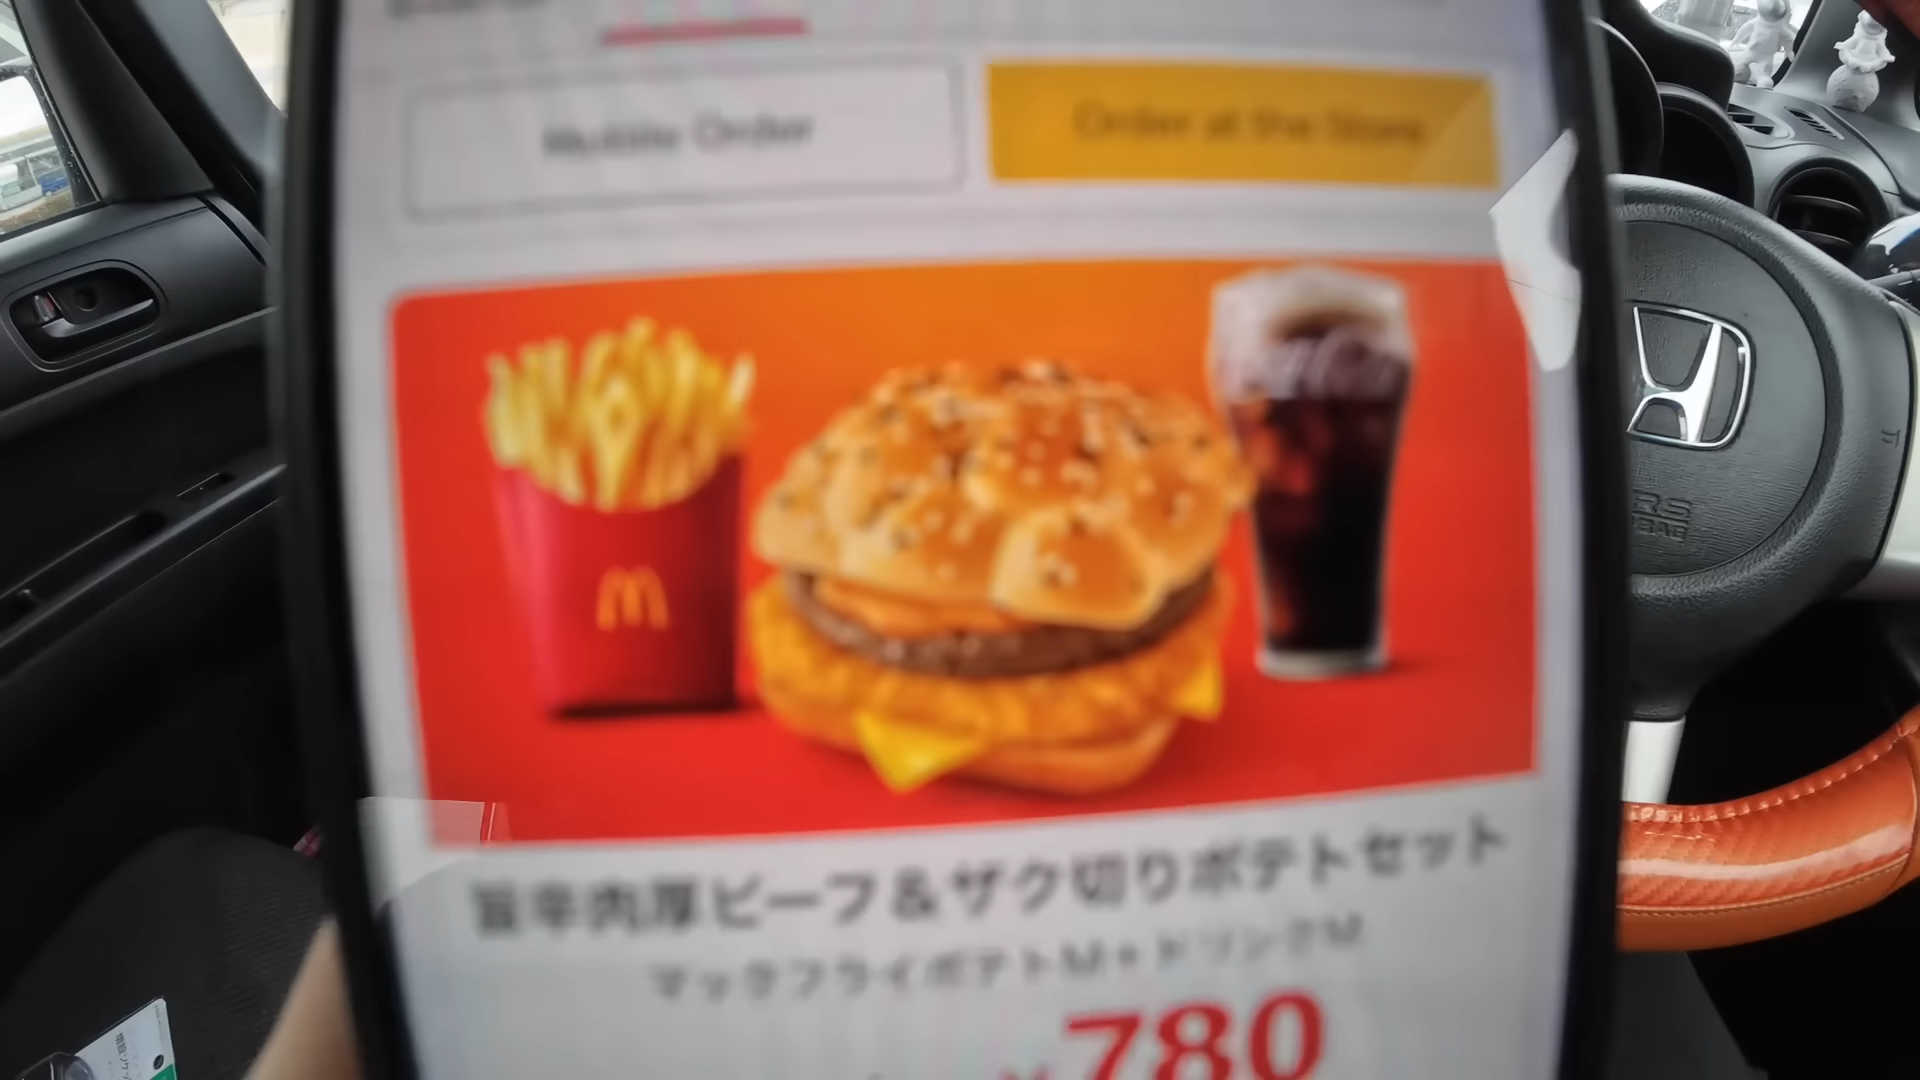 Mobile Order
Order at the Store
旨辛肉厚ビーフ&ザク切りポテトセット
マックフライポテトM+ドリンクM
¥780